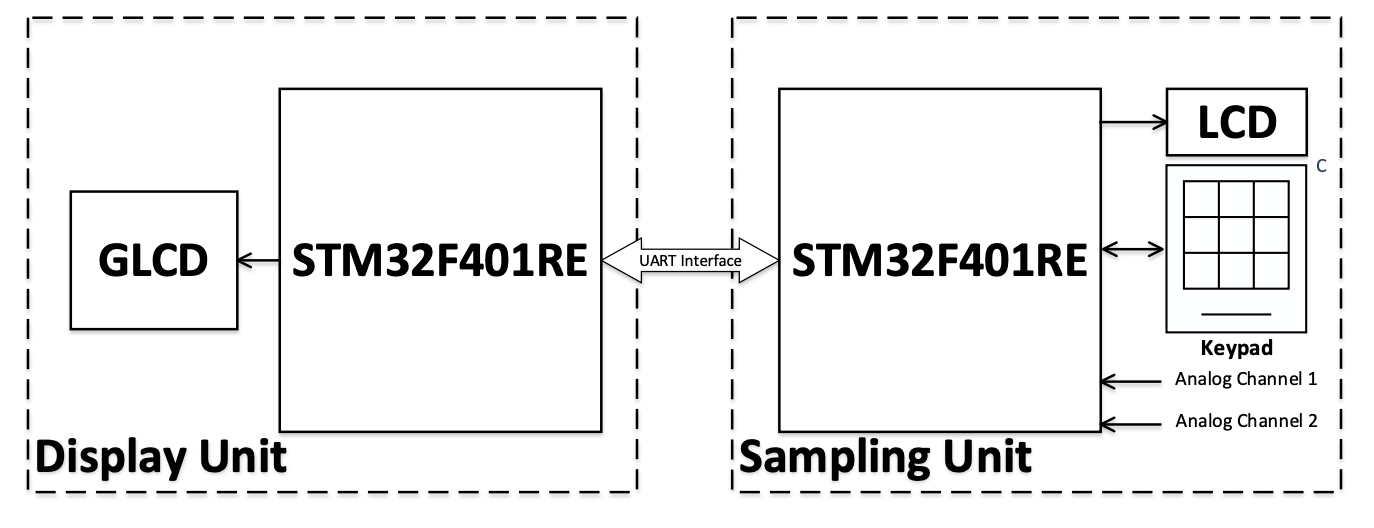 GLCD
STM32F401RE
Display Unit
UART Interface
STM32F401RE
LCD
C
Keypad
Analog Channel 1
Analog Channel 2
Sampling Unit